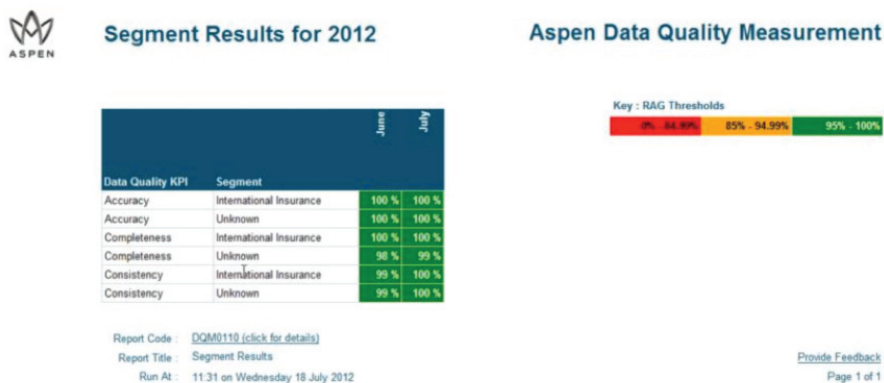 ASPEN
Segment Results for 2012
Aspen Data Quality Measurement
Key : RAG Thresholds
0% - 84.99% 85% - 94.99% 95% - 100%
June July
Data Quality KPI Segment
Accuracy International Insurance 100 % 100 %
Accuracy Unknown 100 % 100 %
Completeness International Insurance 100 % 100 %
Completeness Unknown 98 % 99 %
Consistency International Insurance 99 % 100 %
Consistency Unknown 99 % 100 %
Report Code : DQM0110 (click for details)
Report Title : Segment Results
Run At : 11:31 on Wednesday 18 July 2012
Provide Feedback
Page 1 of 1